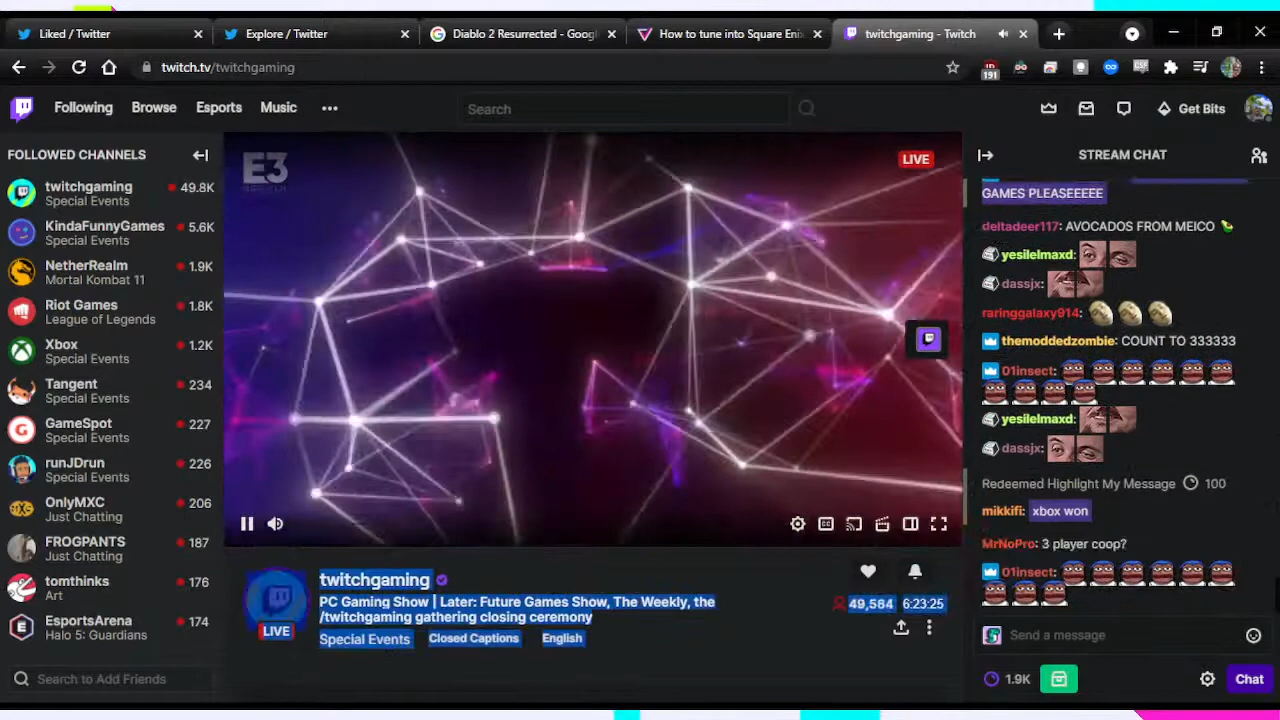 Liked / Twitter
Explore / Twitter
Diablo 2 Resurrected - Googl
How to tune into Square Enix
twitchgaming - Twitch
twitch.tv/twitchgaming
191
Following
Browse
Esports
Music
Search
Get Bits
FOLLOWED CHANNELS
twitchgaming
49.8K
Special Events
KindaFunnyGames
5.6K
Special Events
NetherRealm
1.9K
Mortal Kombat 11
Riot Games
1.8K
League of Legends
Xbox
1.2K
Special Events
Tangent
234
Special Events
GameSpot
227
Special Events
runJDrun
226
Special Events
OnlyMXC
206
Just Chatting
FROGPANTS
187
Just Chatting
tomthinks
176
Art
EsportsArena
174
Halo 5: Guardians
Search to Add Friends
E3
LIVE
LIVE
twitchgaming
PC Gaming Show | Later: Future Games Show, The Weekly, the
/twitchgaming gathering closing ceremony
Special Events
Closed Captions
English
49,564
6:23:25
STREAM CHAT
GAMES PLEASEEEEE
deltadeer117: AVOCADOS FROM MEICO
yesilelmaxd:
dassjx:
raringgalaxy914:
themoddedzombie: COUNT TO 333333
01insect:
yesilelmaxd:
dassjx:
Redeemed Highlight My Message 100
mikkifi: xbox won
MrNoPro: 3 player coop?
01insect:
Send a message
1.9K
Chat